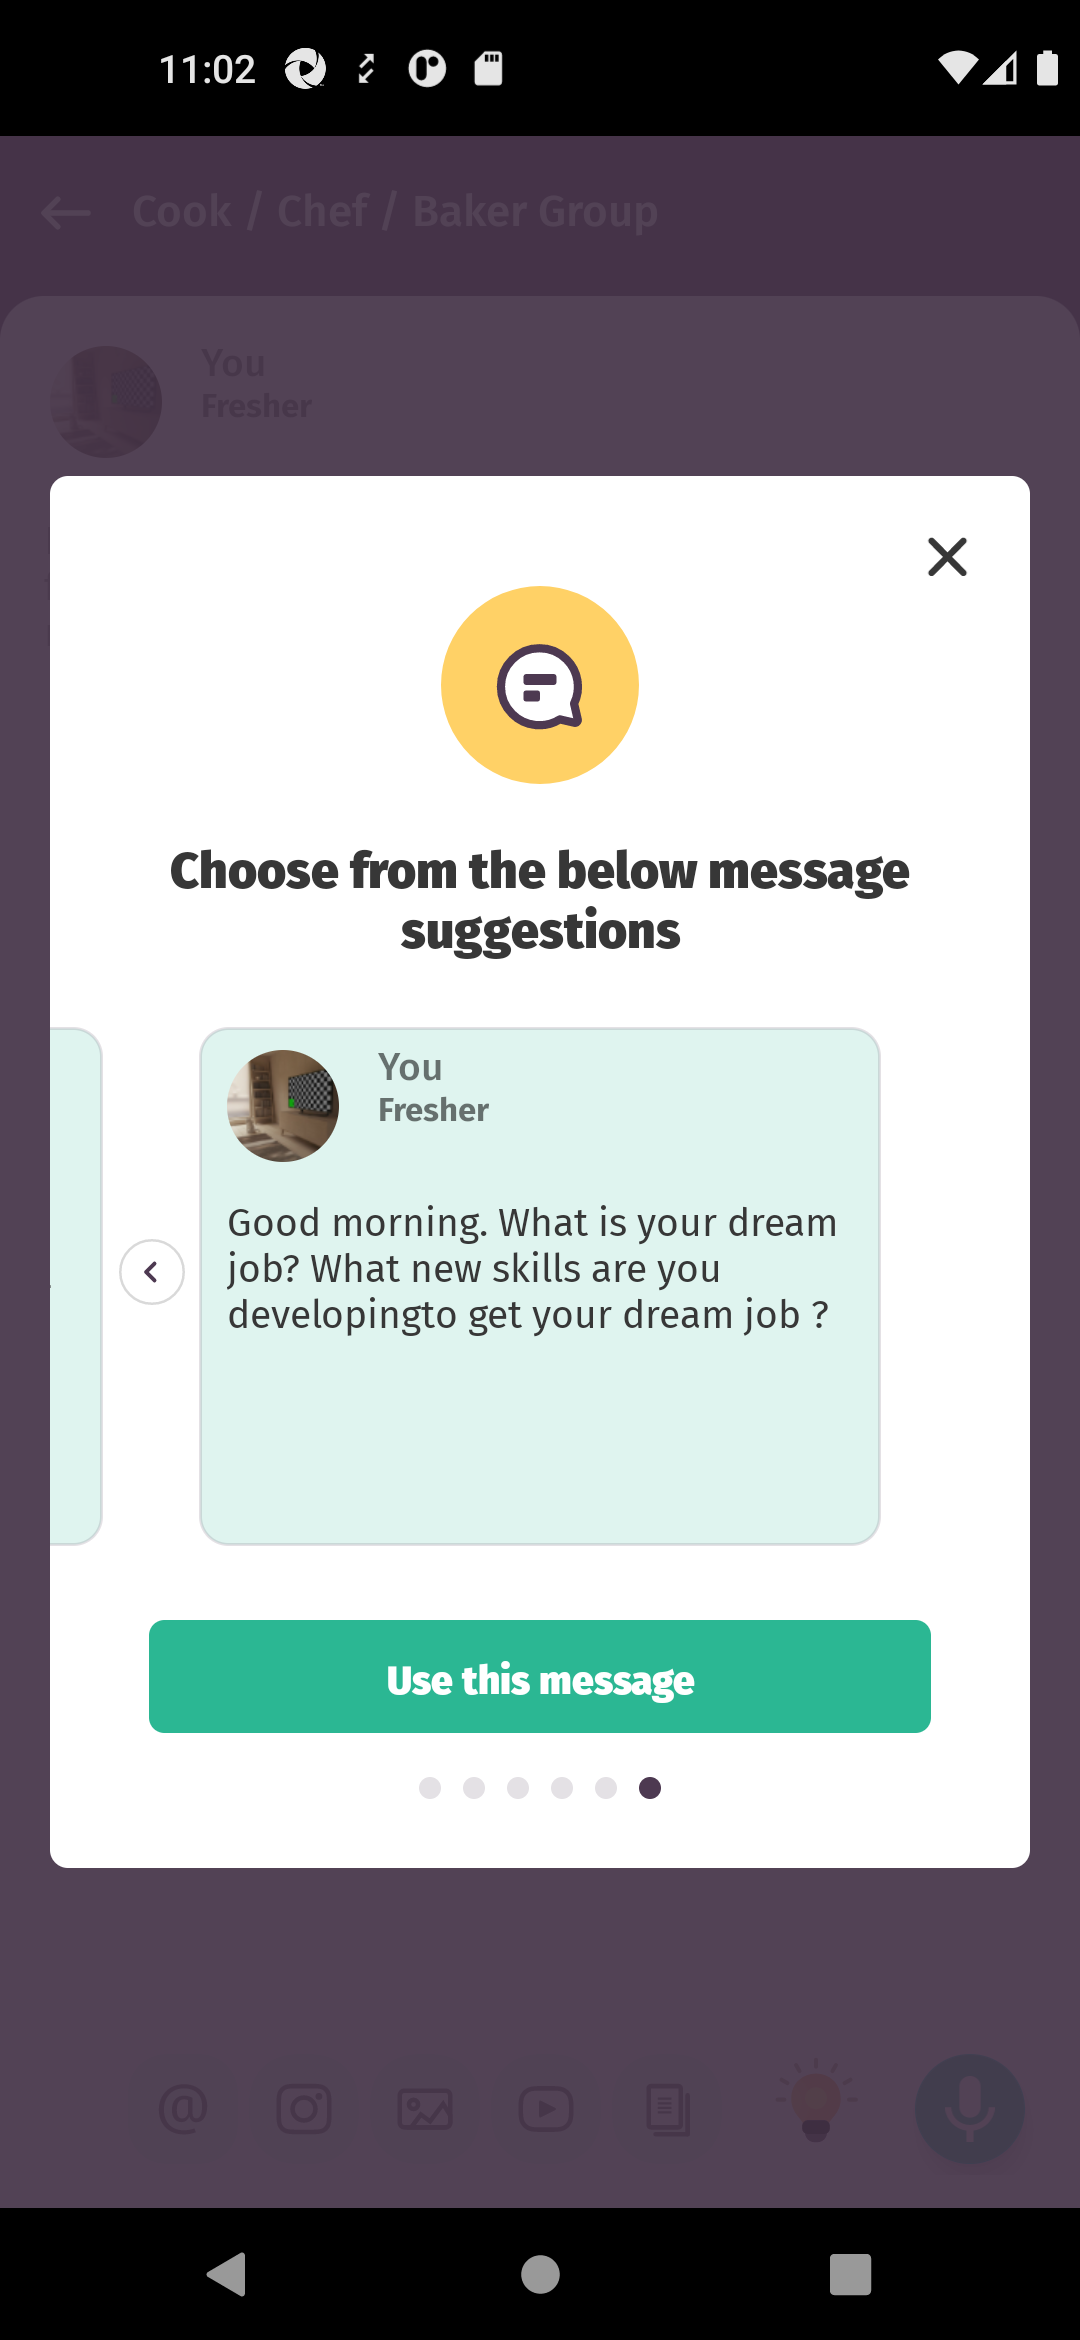 11:02
Cook / Chef / Baker Group
You
Fresher
Choose from the below message
suggestions
You
Fresher
Good morning. What is your dream
job? What new skills are you
developingto get your dream job ?
Use this message